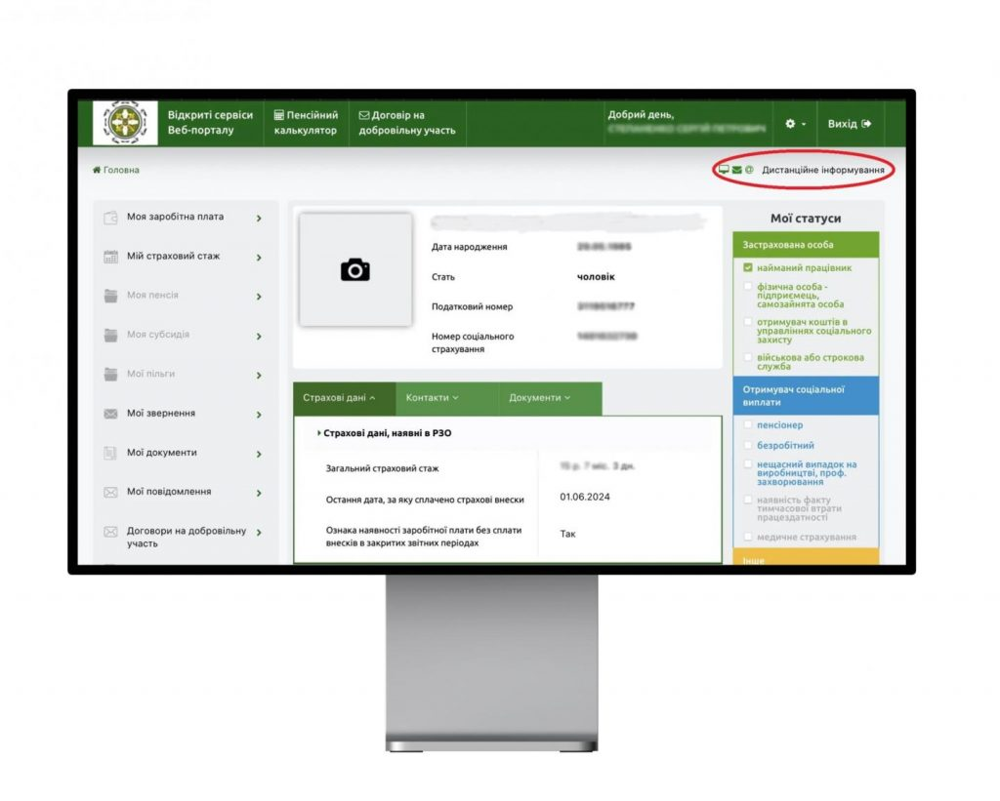 Відкриті сервіси
Веб-порталу
Пенсійний
калькулятор
Договір на
добровільну участь
Добрий день,
Вихід
Головна
@ Дистанційне інформування
Моя заробітна плата
Мій страховий стаж
Моя пенсія
Моя субсидія
Мої пільги
Мої звернення
Мої документи
Мої повідомлення
Договори на добровільну
участь
Дата народження
Стать
чоловік
Податковий номер
Номер соціального
страхування
Страхові дані
Контакти
Документи
Страхові дані, наявні в РЗО
Загальний страховий стаж
Остання дата, за яку сплачено страхові внески
01.06.2024
Ознака наявності заробітної плати без сплати
внесків в закритих звітних періодах
Так
Мої статуси
Застрахована особа
найманий працівник
фізична особа -
підприємець,
самозайнята особа
отримувач коштів в
управліннях соціального
захисту
військова або строкова
служба
Отримувач соціальної
виплати
пенсіонер
безробітний
нещасний випадок на
виробництві, проф.
захворювання
наявність факту
тимчасової втрати
працездатності
медичне страхування
Інше